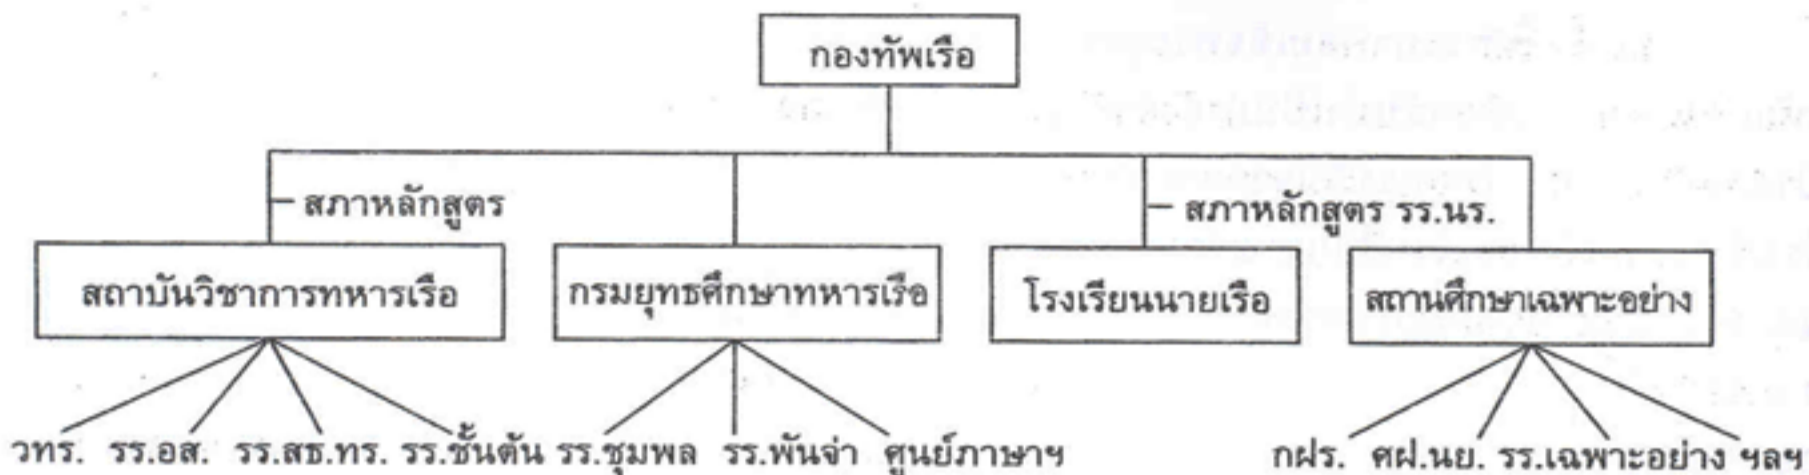 กองทัพเรือ
สภาหลักสูตร
สภาหลักสูตร รร.นร.
สถาบันวิชาการทหารเรือ
กรมยุทธศึกษาทหารเรือ
โรงเรียนนายเรือ
สถานศึกษาเฉพาะอย่าง
วทร. รร.อส. รร.สธ.ทร. รร.ชั้นต้น รร.ชุมพล รร.พันจ่า ศูนย์ภาษาฯ กฝร. ศฝ.นย. รร.เฉพาะอย่าง ฯลฯ